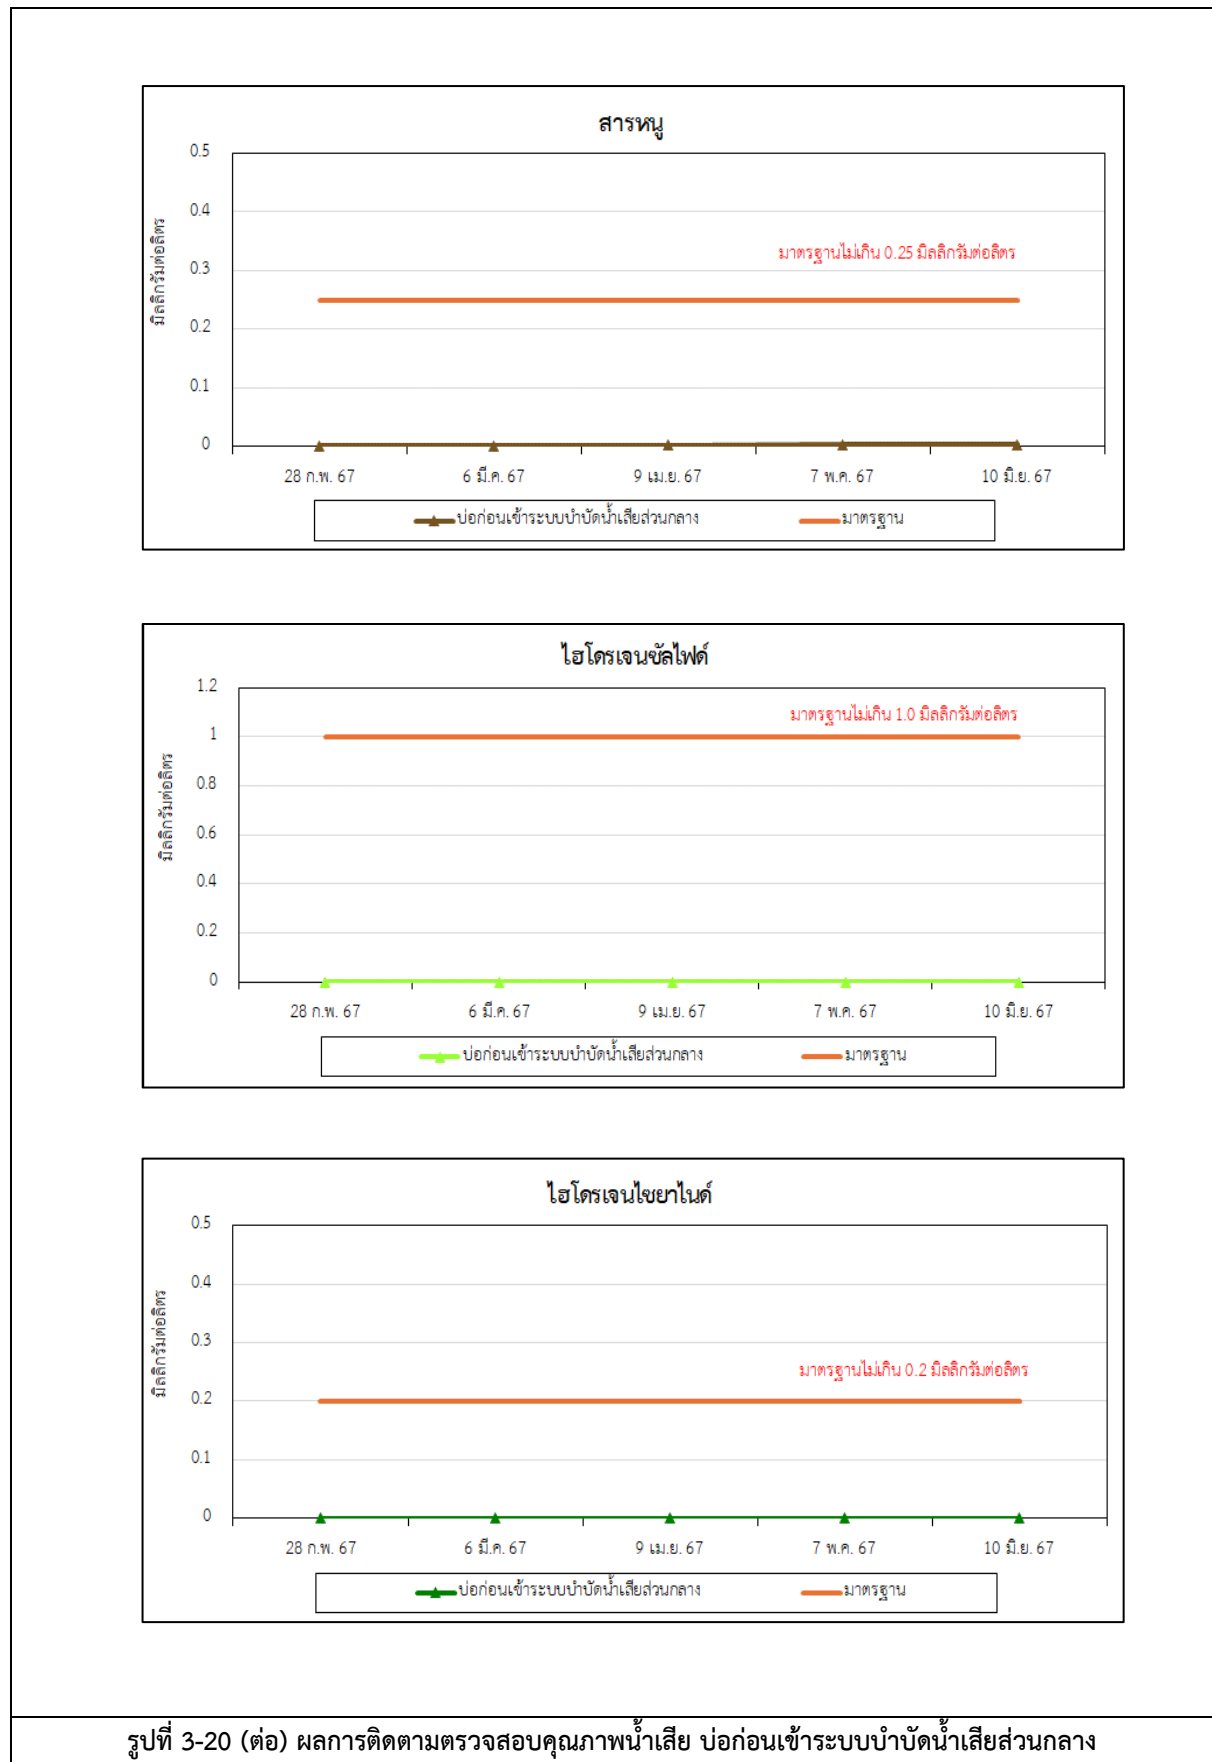 สารหนู
0.5
0.4
0.3
0.2
0.1
0
มิลลิกรัมต่อลิตร
มาตรฐานไม่เกิน 0.25 มิลลิกรัมต่อลิตร
28 ก.พ. 67 6 มี.ค. 67 9 เม.ย. 67 7 พ.ค. 67 10 มิ.ย. 67
บ่อก่อนเข้าระบบบำบัดน้ำเสียส่วนกลาง มาตรฐาน
ไฮโดรเจนซัลไฟด์
1.2
1
0.8
0.6
0.4
0.2
0
มิลลิกรัมต่อลิตร
มาตรฐานไม่เกิน 1.0 มิลลิกรัมต่อลิตร
28 ก.พ. 67 6 มี.ค. 67 9 เม.ย. 67 7 พ.ค. 67 10 มิ.ย. 67
บ่อก่อนเข้าระบบบำบัดน้ำเสียส่วนกลาง มาตรฐาน
ไฮโดรเจนไซยาไนด์
0.5
0.4
0.3
0.2
0.1
0
มิลลิกรัมต่อลิตร
มาตรฐานไม่เกิน 0.2 มิลลิกรัมต่อลิตร
28 ก.พ. 67 6 มี.ค. 67 9 เม.ย. 67 7 พ.ค. 67 10 มิ.ย. 67
บ่อก่อนเข้าระบบบำบัดน้ำเสียส่วนกลาง มาตรฐาน
รูปที่ 3-20 (ต่อ) ผลการติดตามตรวจสอบคุณภาพน้ำเสีย บ่อก่อนเข้าระบบบำบัดน้ำเสียส่วนกลาง